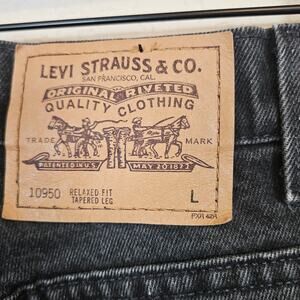 LEVI STRAUSS & CO.
SAN FRANCISCO, CAL.
ORIGINAL RIVETED
QUALITY CLOTHING
TRADE MARK
PATENTED IN U.S. MAY 20 1873
10950 RELAXED FIT L
TAPERED LEG